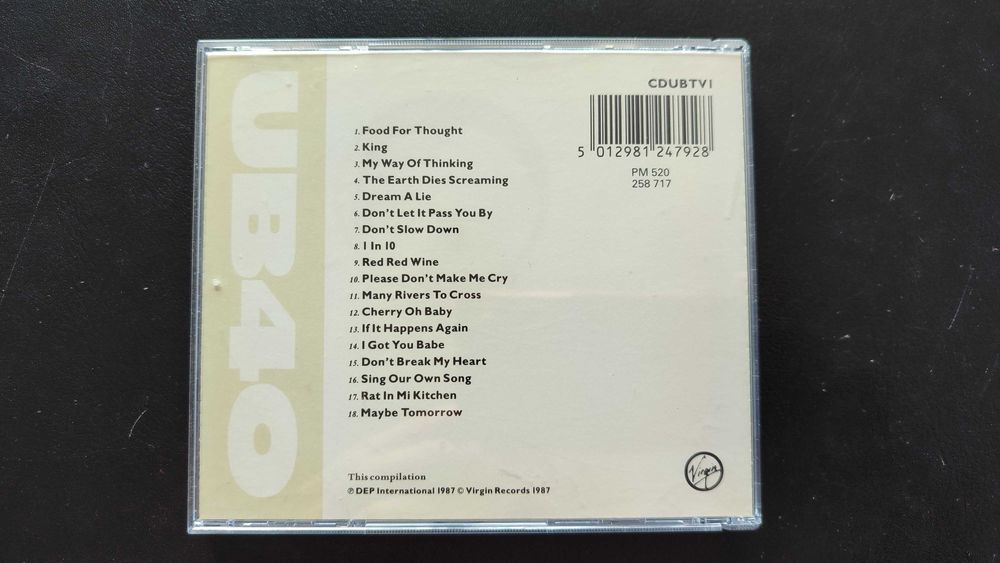 UB40
CDUBTV1
5 012981 247928
PM 520
258 717
1. Food For Thought
2. King
3. My Way Of Thinking
4. The Earth Dies Screaming
5. Dream A Lie
6. Don't Let It Pass You By
7. Don't Slow Down
8. 1 In 10
9. Red Red Wine
10. Please Don't Make Me Cry
11. Many Rivers To Cross
12. Cherry Oh Baby
13. If It Happens Again
14. I Got You Babe
15. Don't Break My Heart
16. Sing Our Own Song
17. Rat In Mi Kitchen
18. Maybe Tomorrow
This compilation
℗ DEP International 1987 © Virgin Records 1987
Virgin